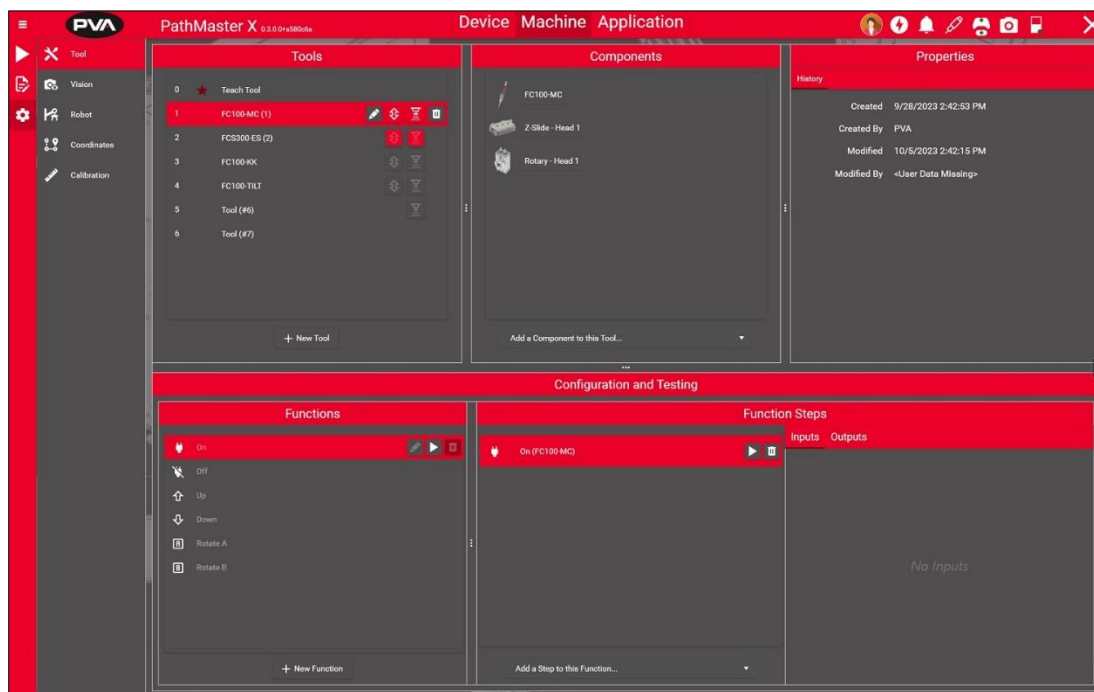 PVA
PathMaster X 0.3.0.0+a580c6a
Device Machine Application
Tool
Vision
Robot
Coordinates
Calibration
Tools
0 Teach Tool
1 FC100-MC (1)
2 FCS300-ES (2)
3 FC100-KK
4 FC100-TILT
5 Tool (#6)
6 Tool (#7)
+ New Tool
Components
FC100-MC
Z-Slide - Head 1
Rotary - Head 1
Add a Component to this Tool...
Properties
History
Created 9/28/2023 2:42:53 PM
Created By PVA
Modified 10/5/2023 2:42:15 PM
Modified By <User Data Missing>
Configuration and Testing
Functions
On
Off
Up
Down
A Rotate A
B Rotate B
+ New Function
Function Steps
On (FC100-MC)
Add a Step to this Function...
Inputs Outputs
No Inputs